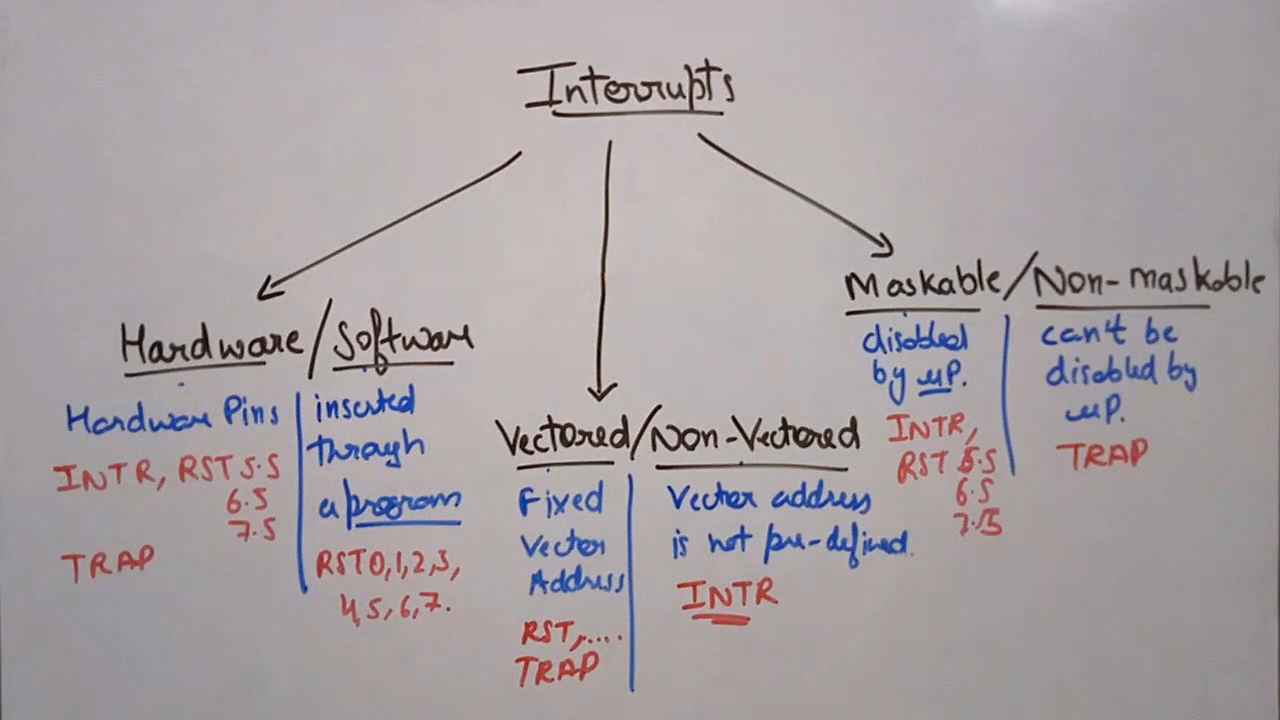 Interrupts
Hardware/Software
Hardware Pins
INTR, RST 5.5
6.5
7.5
TRAP
inserted
through
a program
RST 0,1,2,3,
4,5,6,7.
Vectored/Non-Vectored
Fixed
Vector
Address
RST,....
TRAP
Vector address
is not pre-defined.
INTR
Maskable/Non-maskable
disabled
by μP.
INTR,
RST 5.5
6.5
7.5
can't be
disabled by
μP.
TRAP